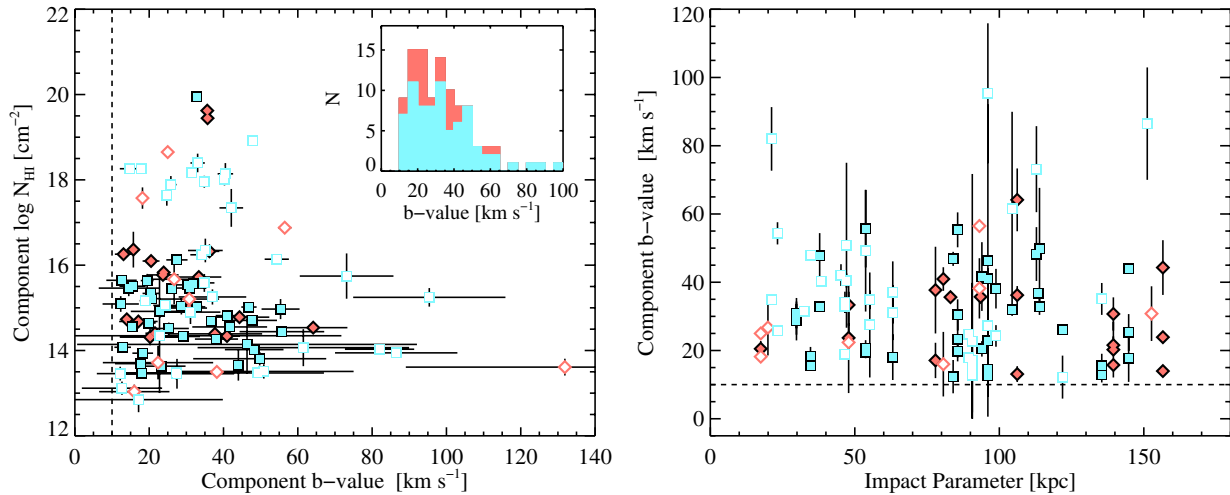 22
20
18
16
14
12
Component log N_HI [cm⁻²]
0 20 40 60 80 100 120 140
Component b-value [km s⁻¹]
15
10
5
0
N
0 20 40 60 80 100
b-value [km s⁻¹]
120
100
80
60
40
20
0
Component b-value [km s⁻¹]
0 50 100 150
Impact Parameter [kpc]